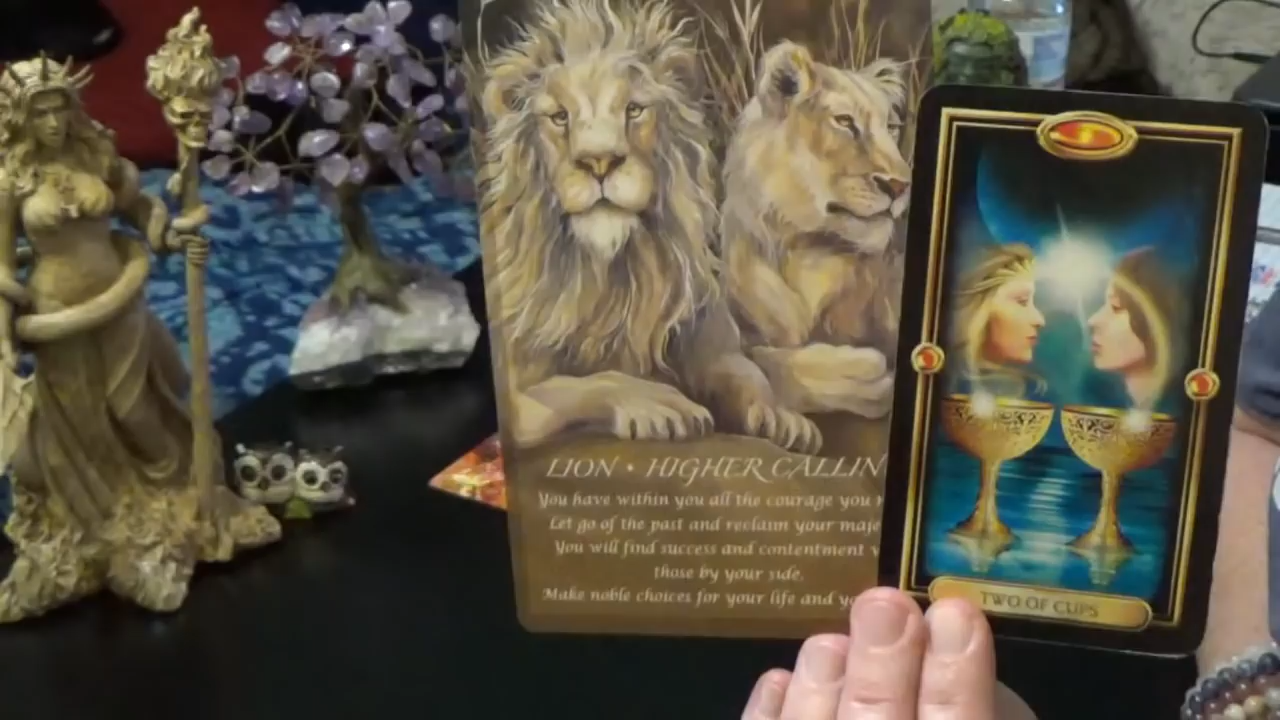 LION • HIGHER CALLIN
You have within you all the courage you
Let go of the past and reclaim your maje
You will find success and contentment
those by your side.
Make noble choices for your life and
TWO OF CUPS